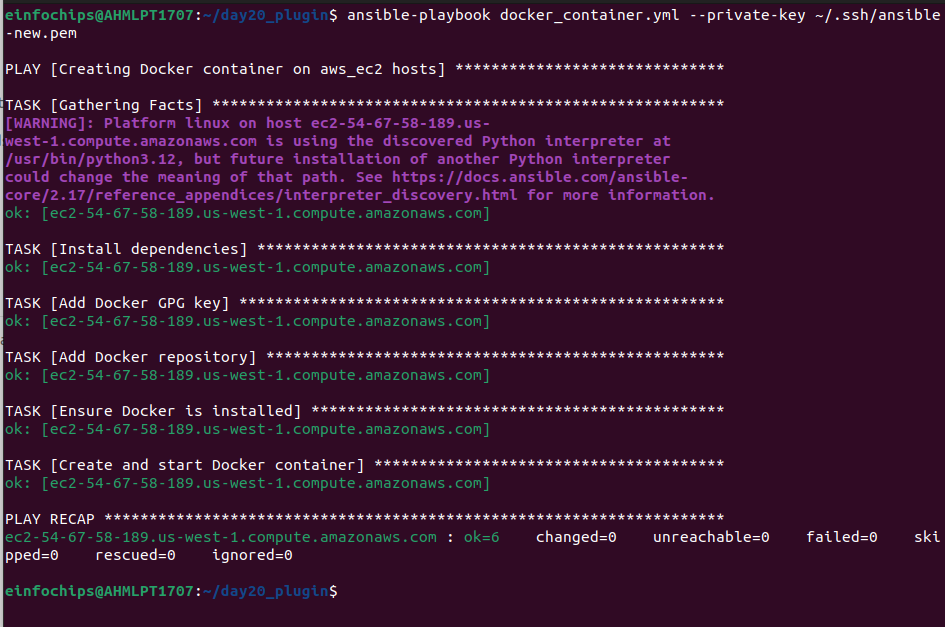 einfochips@AHMLPT1707:~/day20_plugin$ ansible-playbook docker_container.yml --private-key ~/.ssh/ansible
-new.pem
PLAY [Creating Docker container on aws_ec2 hosts] ******************************
TASK [Gathering Facts] *********************************************************
[WARNING]: Platform linux on host ec2-54-67-58-189.us-
west-1.compute.amazonaws.com is using the discovered Python interpreter at
/usr/bin/python3.12, but future installation of another Python interpreter
could change the meaning of that path. See https://docs.ansible.com/ansible-
core/2.17/reference_appendices/interpreter_discovery.html for more information.
ok: [ec2-54-67-58-189.us-west-1.compute.amazonaws.com]
TASK [Install dependencies] ****************************************************
ok: [ec2-54-67-58-189.us-west-1.compute.amazonaws.com]
TASK [Add Docker GPG key] ******************************************************
ok: [ec2-54-67-58-189.us-west-1.compute.amazonaws.com]
TASK [Add Docker repository] ***************************************************
ok: [ec2-54-67-58-189.us-west-1.compute.amazonaws.com]
TASK [Ensure Docker is installed] **********************************************
ok: [ec2-54-67-58-189.us-west-1.compute.amazonaws.com]
TASK [Create and start Docker container] ***************************************
ok: [ec2-54-67-58-189.us-west-1.compute.amazonaws.com]
PLAY RECAP *********************************************************************
ec2-54-67-58-189.us-west-1.compute.amazonaws.com : ok=6    changed=0    unreachable=0    failed=0    ski
pped=0    rescued=0    ignored=0
einfochips@AHMLPT1707:~/day20_plugin$